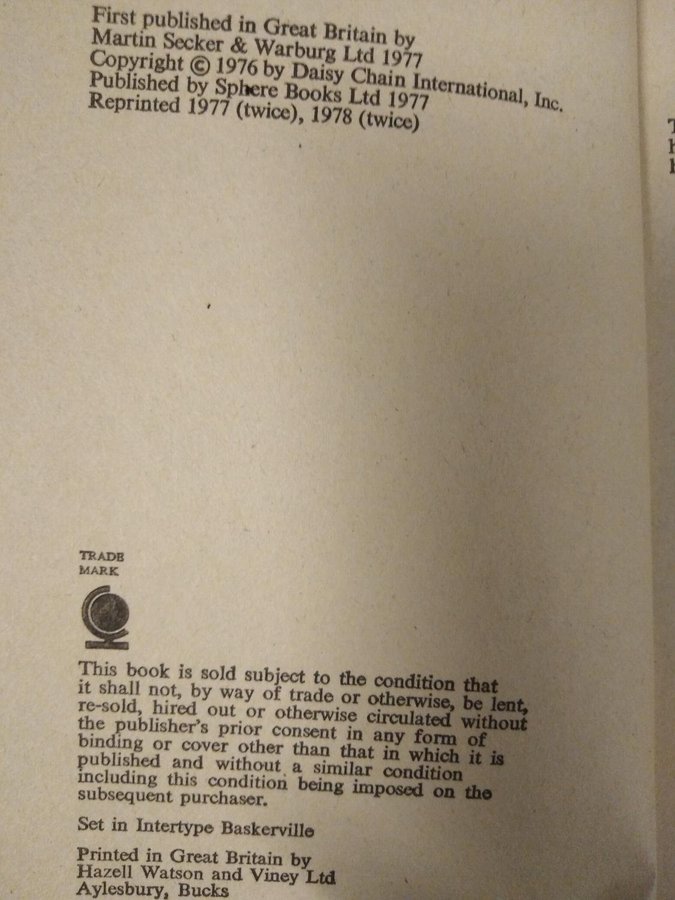 First published in Great Britain by
Martin Secker & Warburg Ltd 1977
Copyright © 1976 by Daisy Chain International, Inc.
Published by Sphere Books Ltd 1977
Reprinted 1977 (twice), 1978 (twice)
TRADE
MARK
This book is sold subject to the condition that
it shall not, by way of trade or otherwise, be lent,
re-sold, hired out or otherwise circulated without
the publisher's prior consent in any form of
binding or cover other than that in which it is
published and without a similar condition
including this condition being imposed on the
subsequent purchaser.
Set in Intertype Baskerville
Printed in Great Britain by
Hazell Watson and Viney Ltd
Aylesbury, Bucks